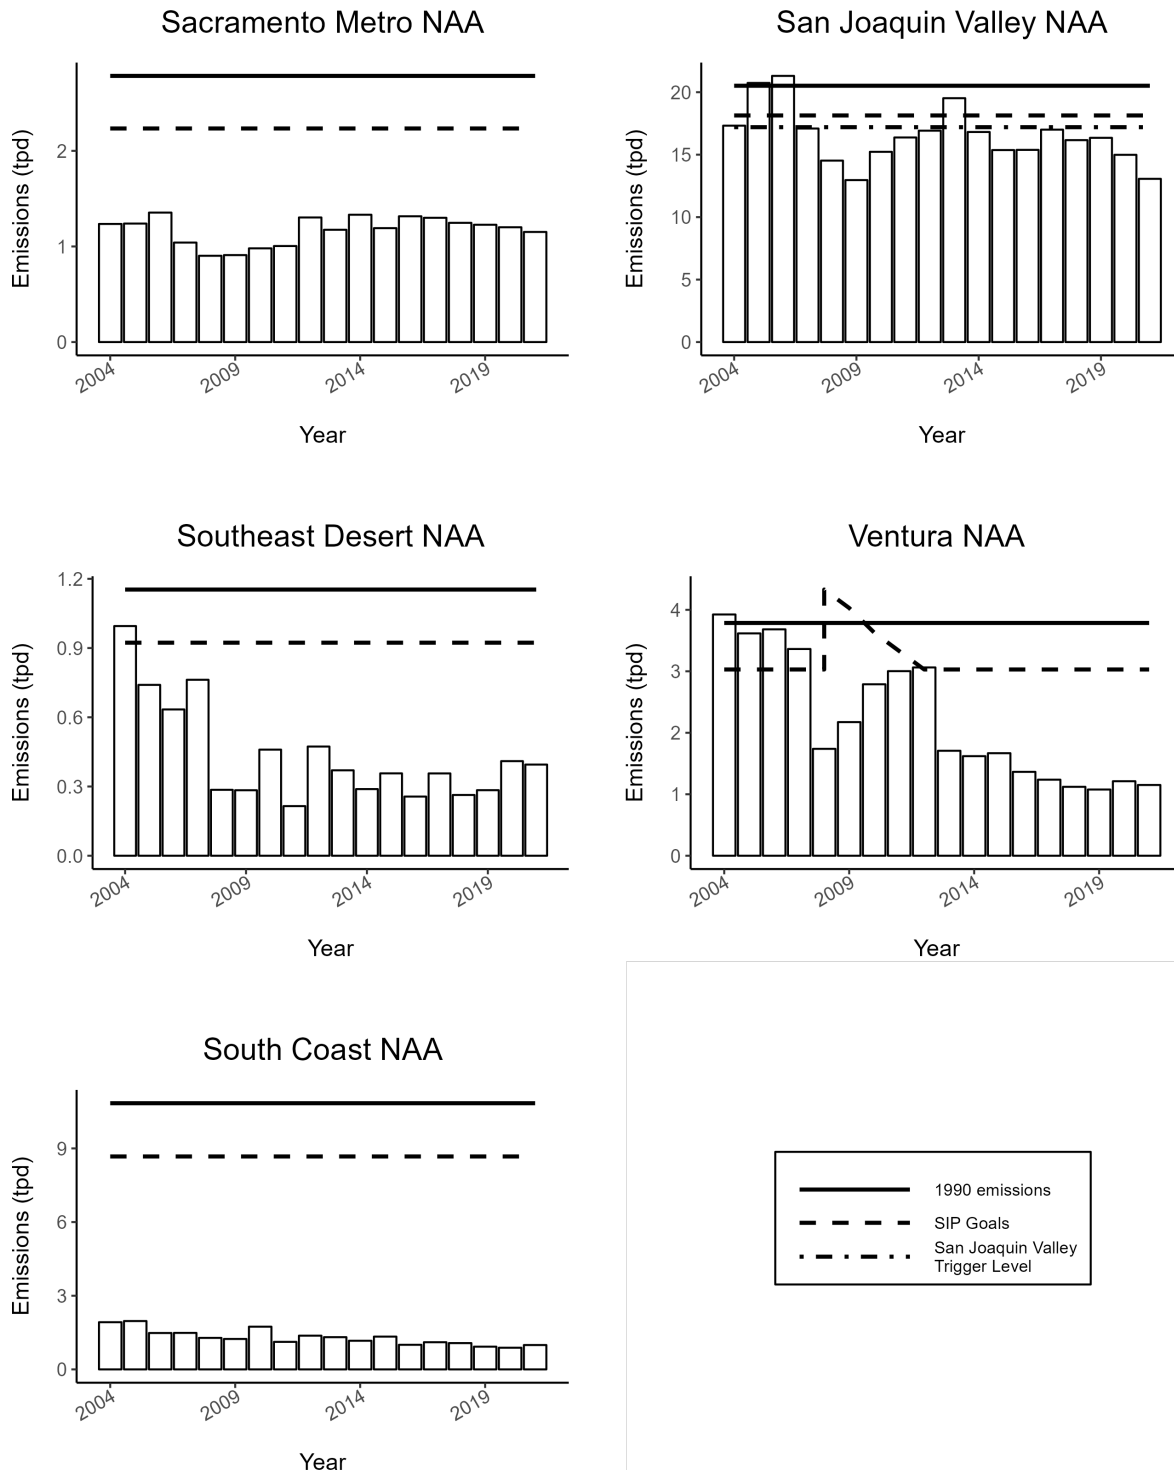 Sacramento Metro NAA
Emissions (tpd)
2
1
0
2004
2009
2014
2019
Year
San Joaquin Valley NAA
Emissions (tpd)
20
15
10
5
0
2004
2009
2014
2019
Year
Southeast Desert NAA
Emissions (tpd)
1.2
0.9
0.6
0.3
0.0
2004
2009
2014
2019
Year
Ventura NAA
Emissions (tpd)
4
3
2
1
0
2004
2009
2014
2019
Year
South Coast NAA
Emissions (tpd)
9
6
3
0
2004
2009
2014
2019
Year
1990 emissions
SIP Goals
San Joaquin Valley
Trigger Level